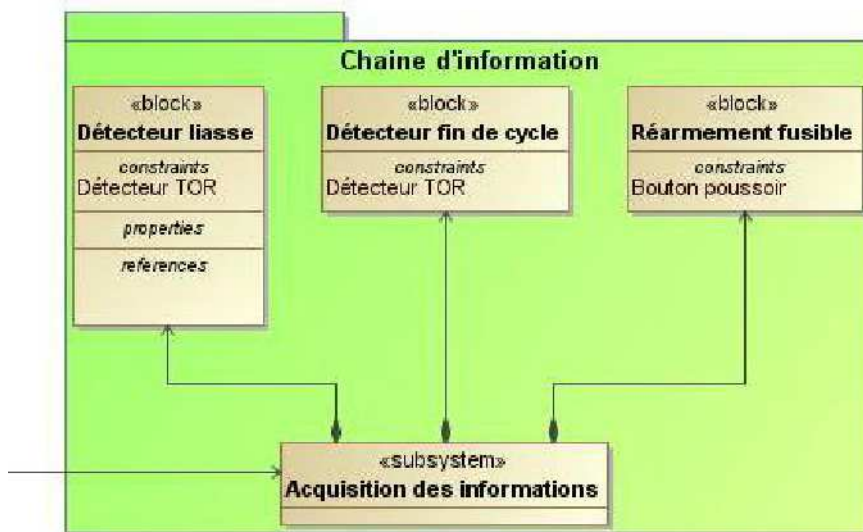 Chaine d'information
«block»
Détecteur liasse
constraints
Détecteur TOR
properties
references
«block»
Détecteur fin de cycle
constraints
Détecteur TOR
«block»
Réarmement fusible
constraints
Bouton poussoir
«subsystem»
Acquisition des informations